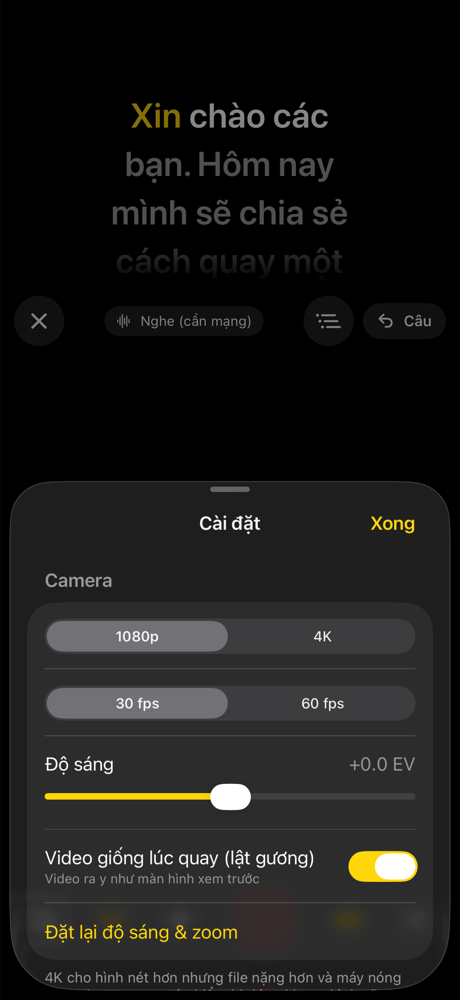 Xin chào các
bạn. Hôm nay
mình sẽ chia sẻ
cách quay một
Nghe (cần mạng)
Câu
Cài đặt
Xong
Camera
1080p
4K
30 fps
60 fps
Độ sáng
+0.0 EV
Video giống lúc quay (lật gương)
Video ra y như màn hình xem trước
Đặt lại độ sáng & zoom
4K cho hình nét hơn nhưng file nặng hơn và máy nóng